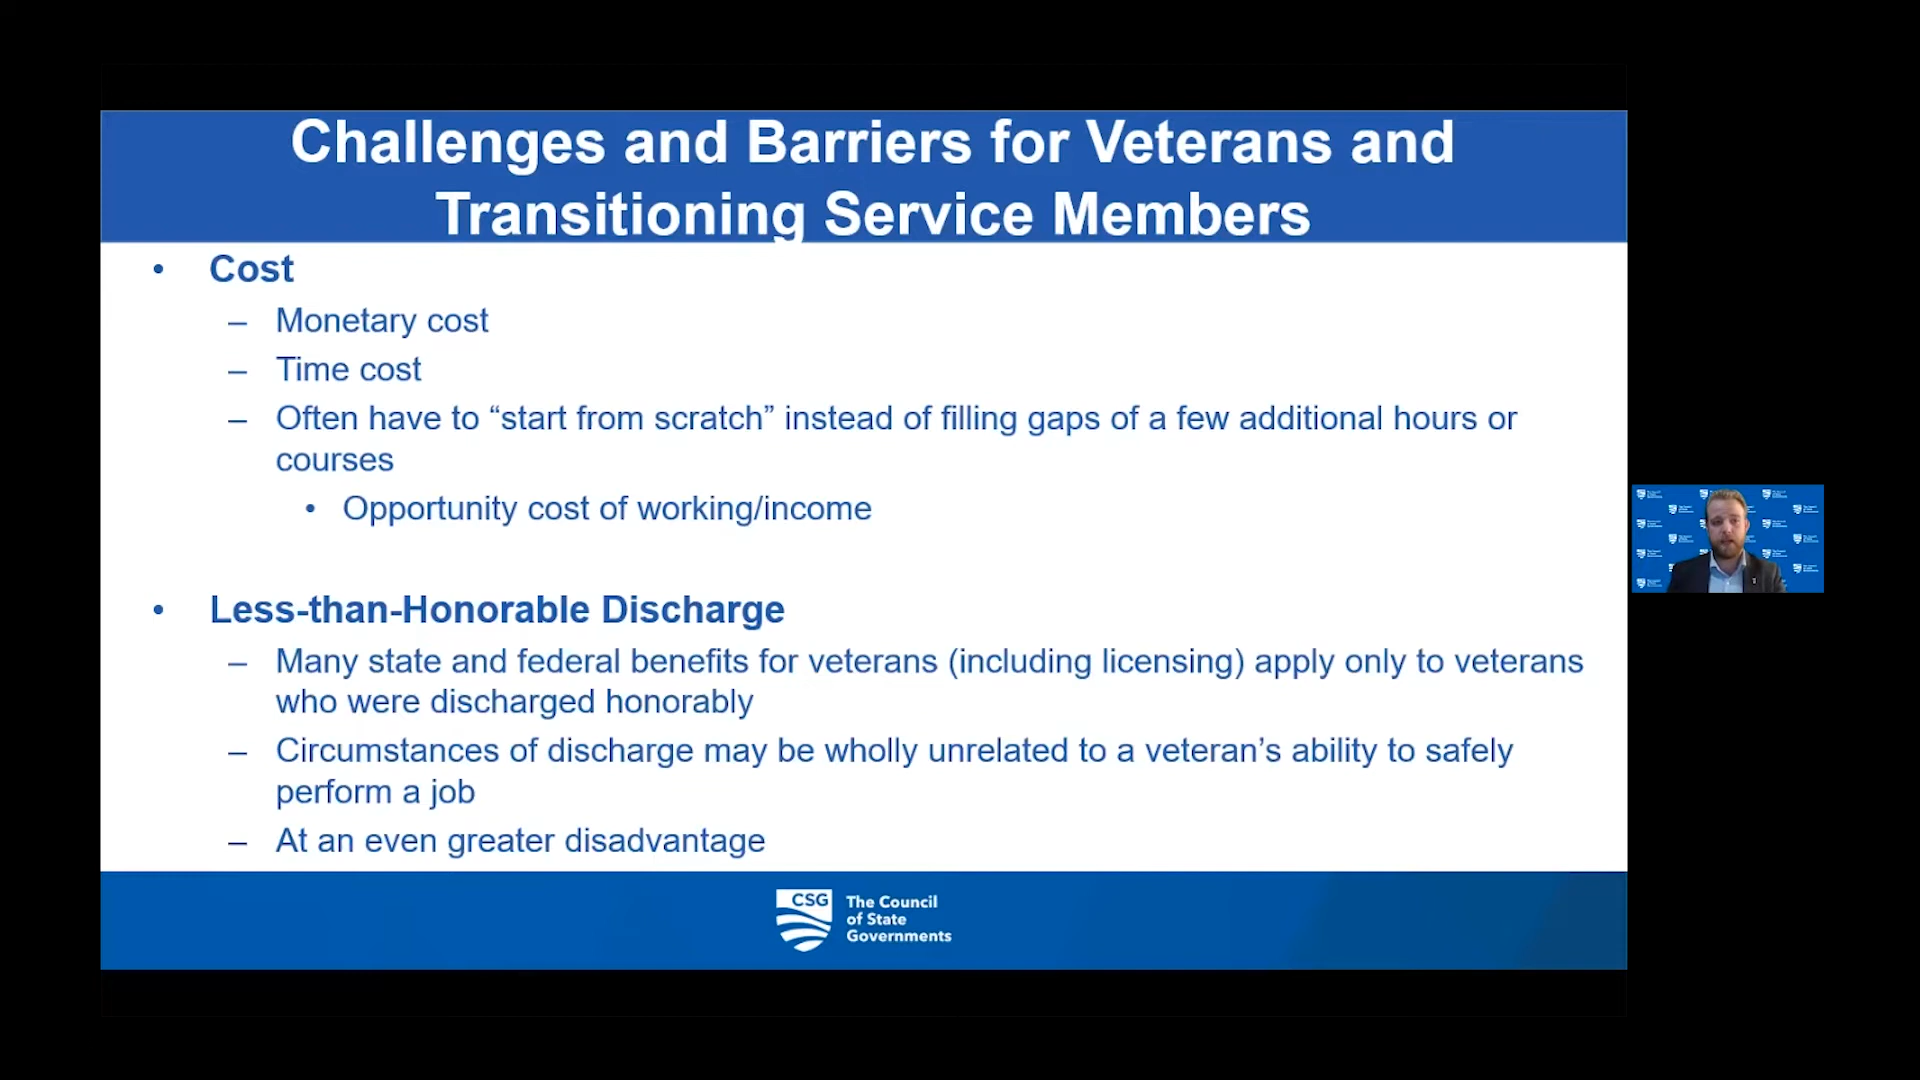 Challenges and Barriers for Veterans and
Transitioning Service Members
• Cost
– Monetary cost
– Time cost
– Often have to “start from scratch” instead of filling gaps of a few additional hours or
courses
• Opportunity cost of working/income
• Less-than-Honorable Discharge
– Many state and federal benefits for veterans (including licensing) apply only to veterans
who were discharged honorably
– Circumstances of discharge may be wholly unrelated to a veteran’s ability to safely
perform a job
– At an even greater disadvantage
CSG
The Council
of State
Governments